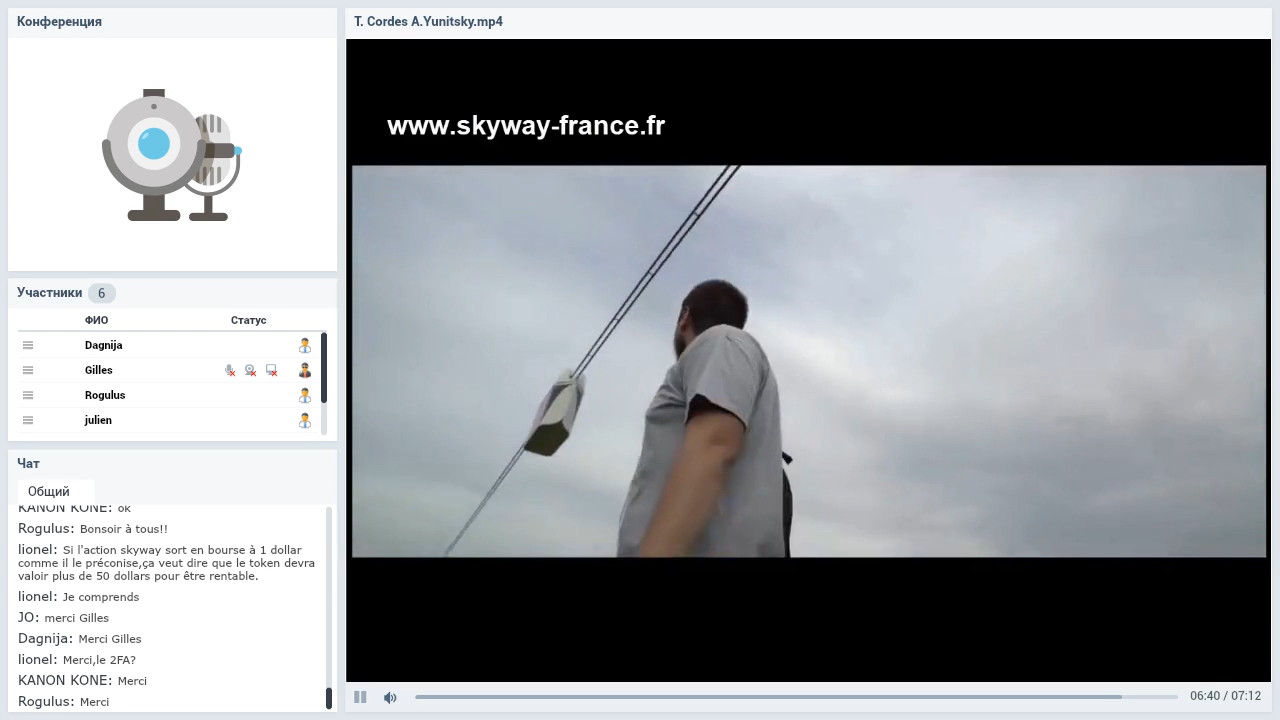 Конференция
T. Cordes A.Yunitsky.mp4
www.skyway-france.fr
Участники 6
ФИО Статус
Dagnija
Gilles
Rogulus
julien
Чат
Общий
KANON KONE: ok
Rogulus: Bonsoir à tous!!
lionel: Si l'action skyway sort en bourse à 1 dollar
comme il le préconise,ça veut dire que le token devra
valoir plus de 50 dollars pour être rentable.
lionel: Je comprends
JO: merci Gilles
Dagnija: Merci Gilles
lionel: Merci,le 2FA?
KANON KONE: Merci
Rogulus: Merci
06:40 / 07:12